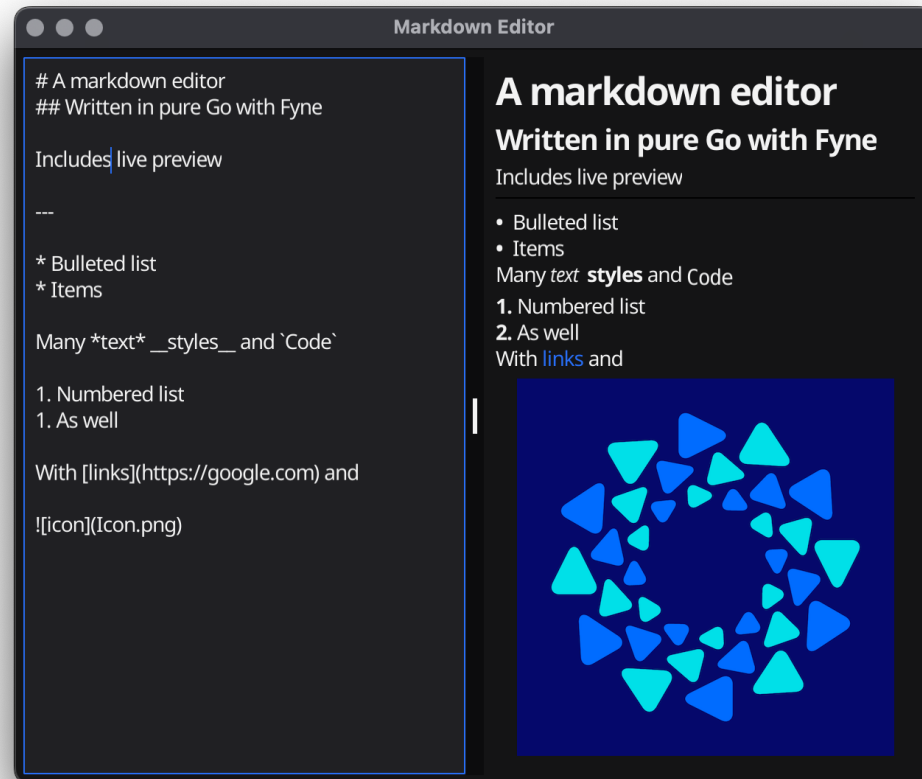 Markdown Editor
# A markdown editor
## Written in pure Go with Fyne
Includes live preview
---
* Bulleted list
* Items
Many *text* __styles__ and `Code`
1. Numbered list
1. As well
With [links](https://google.com) and
![icon](Icon.png)
A markdown editor
Written in pure Go with Fyne
Includes live preview
• Bulleted list
• Items
Many text styles and Code
1. Numbered list
2. As well
With links and